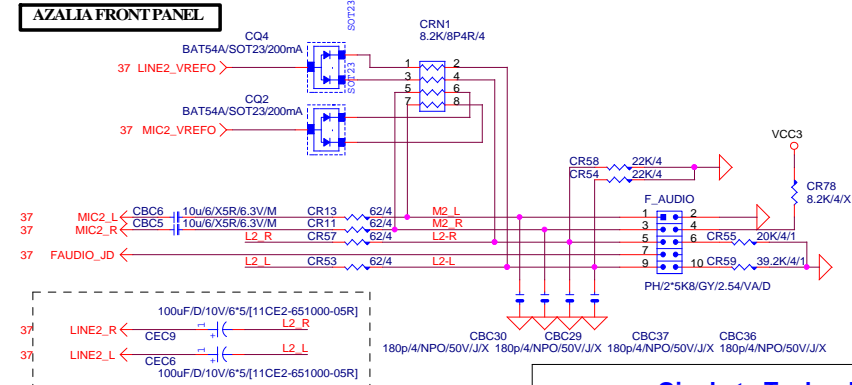 AZALIA FRONT PANEL
SOT23
CQ4
BAT54A/SOT23/200mA
CRN1
8.2K/8P4R/4
37 LINE2_VREFO
1 2
3 4
5 6
7 8
SOT23
CQ2
BAT54A/SOT23/200mA
37 MIC2_VREFO
VCC3
CR58 22K/4
CR54 22K/4
CR78
8.2K/4/X
F_AUDIO
37 MIC2_L CBC6 10u/6/X5R/6.3V/M CR13 62/4 M2_L 1 2
37 MIC2_R CBC5 10u/6/X5R/6.3V/M CR11 62/4 M2_R 3 4
L2_R CR57 62/4 L2-R 5 6 CR55 20K/4/1
37 FAUDIO_JD 7
L2_L CR53 62/4 L2-L 9 10 CR59 39.2K/4/1
PH/2*5K8/GY/2.54/VA/D
100uF/D/10V/6*5/[11CE2-651000-05R]
37 LINE2_R 1 + L2_R
CEC9
37 LINE2_L 1 + L2_L
CEC6
100uF/D/10V/6*5/[11CE2-651000-05R]
CBC30 CBC29 CBC37 CBC36
180p/4/NPO/50V/J/X 180p/4/NPO/50V/J/X 180p/4/NPO/50V/J/X 180p/4/NPO/50V/J/X